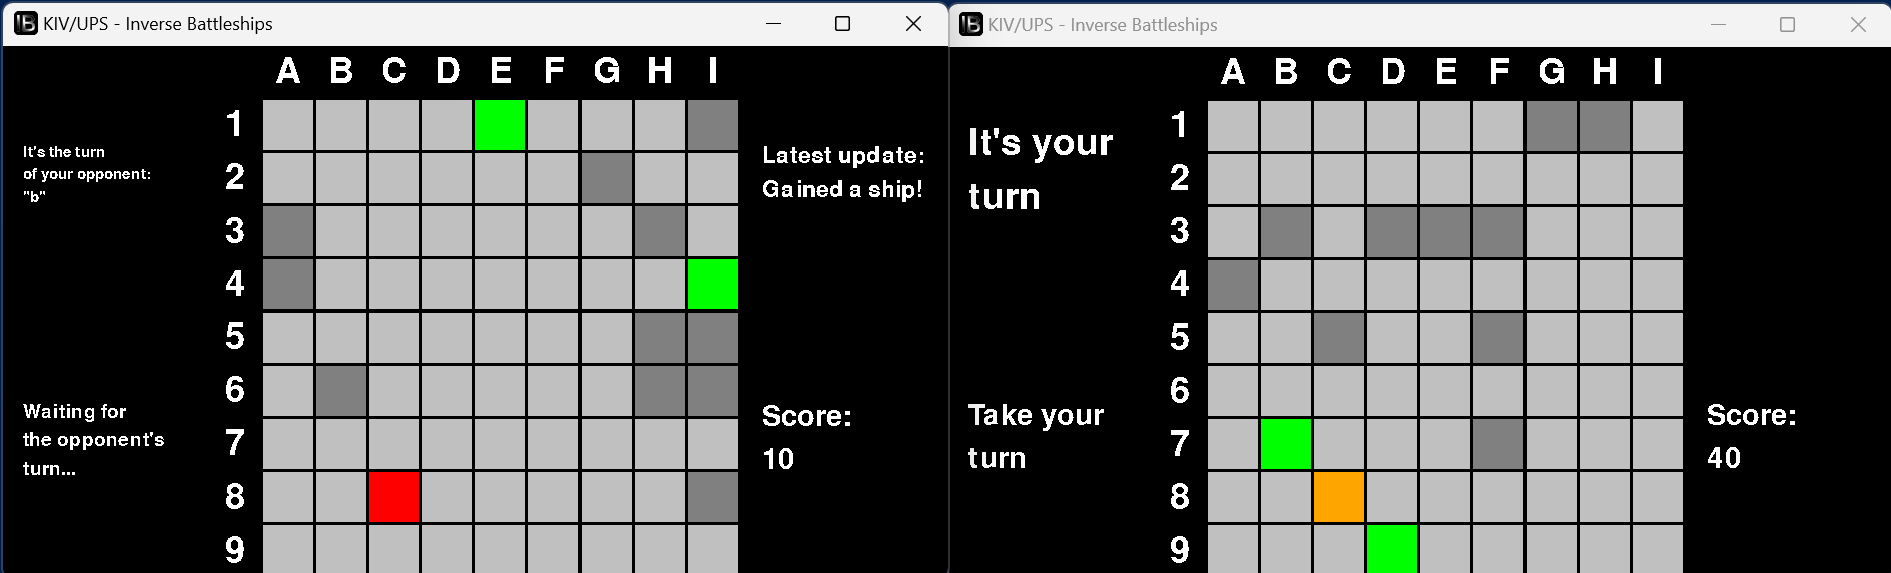 KIV/UPS - Inverse Battleships
A B C D E F G H I
1
2
3
4
5
6
7
8
9
It's the turn
of your opponent:
"b"
Waiting for
the opponent's
turn...
Latest update:
Gained a ship!
Score:
10
KIV/UPS - Inverse Battleships
A B C D E F G H I
1
2
3
4
5
6
7
8
9
It's your
turn
Take your
turn
Score:
40